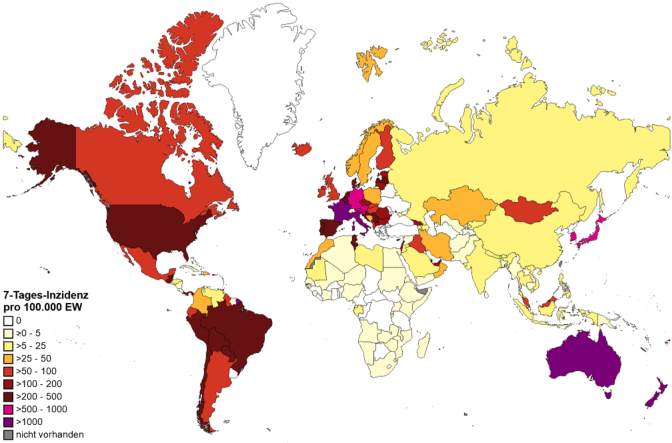 7-Tages-Inzidenz
pro 100.000 EW
0
>0 - 5
>5 - 25
>25 - 50
>50 - 100
>100 - 200
>200 - 500
>500 - 1000
>1000
nicht vorhanden